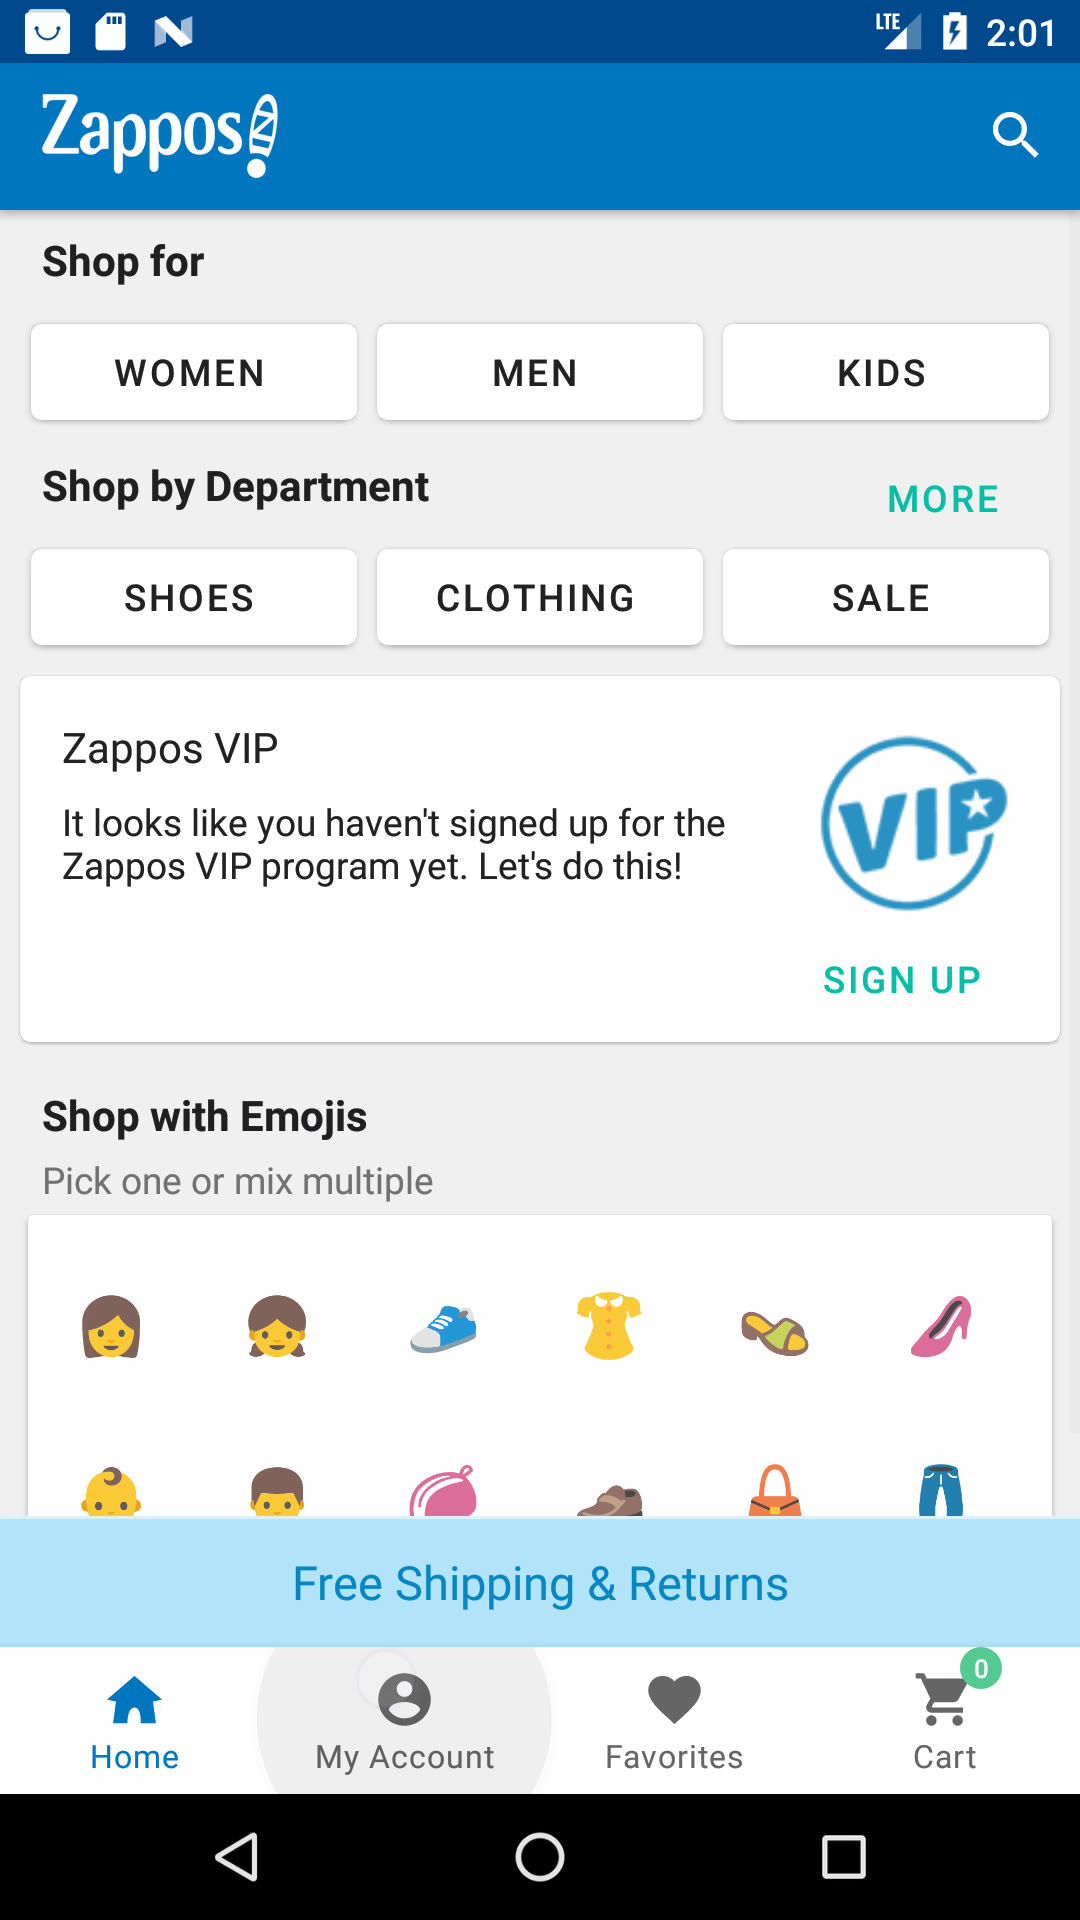 LTE 2:01
Zappos
Shop for
WOMEN MEN KIDS
Shop by Department MORE
SHOES CLOTHING SALE
Zappos VIP
It looks like you haven't signed up for the
Zappos VIP program yet. Let's do this!
VIP
SIGN UP
Shop with Emojis
Pick one or mix multiple
Free Shipping & Returns
0
Home My Account Favorites Cart